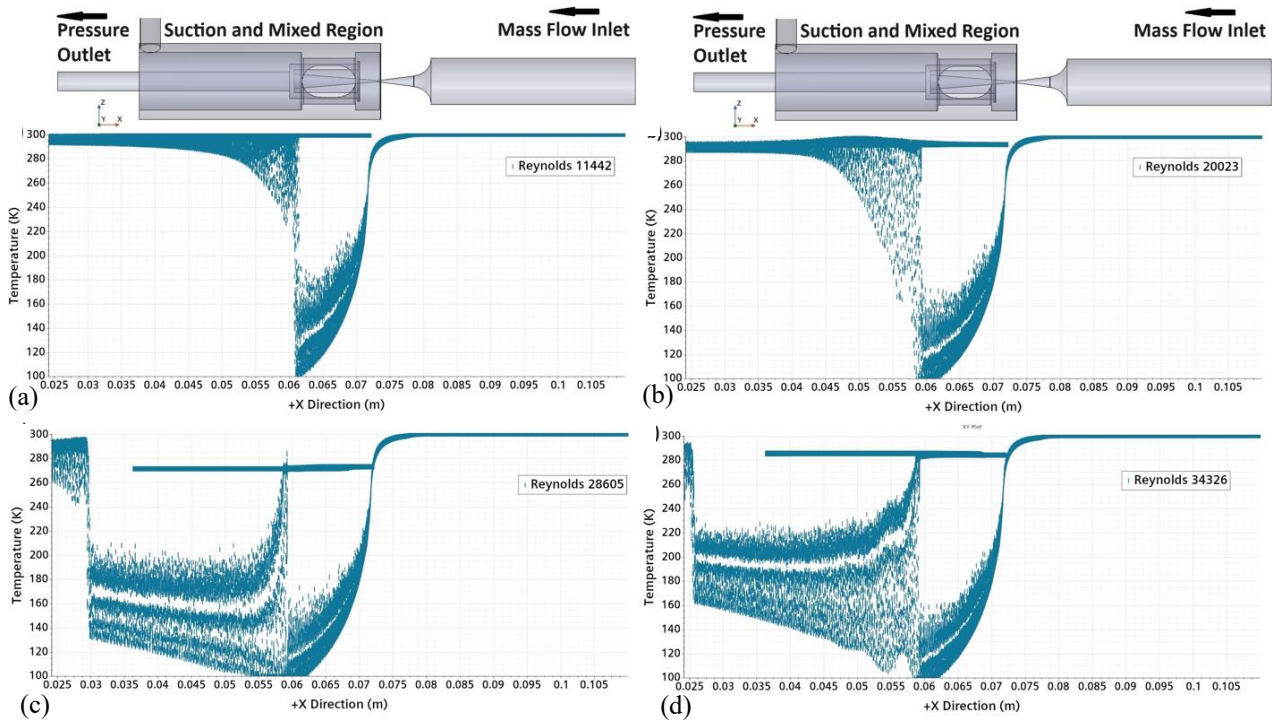 Pressure
Outlet
Suction and Mixed Region
Mass Flow Inlet
Z
Y
X
Temperature (K)
300
290
280
260
240
220
200
180
160
140
120
100
Reynolds 11442
0.025 0.03 0.035 0.04 0.045 0.05 0.055 0.06 0.065 0.07 0.075 0.08 0.085 0.09 0.095 0.1 0.105
+X Direction (m)
(a)
Pressure
Outlet
Suction and Mixed Region
Mass Flow Inlet
Z
Y
X
Temperature (K)
300
290
280
260
240
220
200
180
160
140
120
100
Reynolds 20023
0.025 0.03 0.035 0.04 0.045 0.05 0.055 0.06 0.065 0.07 0.075 0.08 0.085 0.09 0.095 0.1 0.105
+X Direction (m)
(b)
Temperature (K)
300
290
280
260
240
220
200
180
160
140
120
100
Reynolds 28605
0.025 0.03 0.035 0.04 0.045 0.05 0.055 0.06 0.065 0.07 0.075 0.08 0.085 0.09 0.095 0.1 0.105
+X Direction (m)
(c)
XY Plot
Temperature (K)
300
290
280
260
240
220
200
180
160
140
120
100
Reynolds 34326
0.025 0.03 0.035 0.04 0.045 0.05 0.055 0.06 0.065 0.07 0.075 0.08 0.085 0.09 0.095 0.1 0.105
+X Direction (m)
(d)